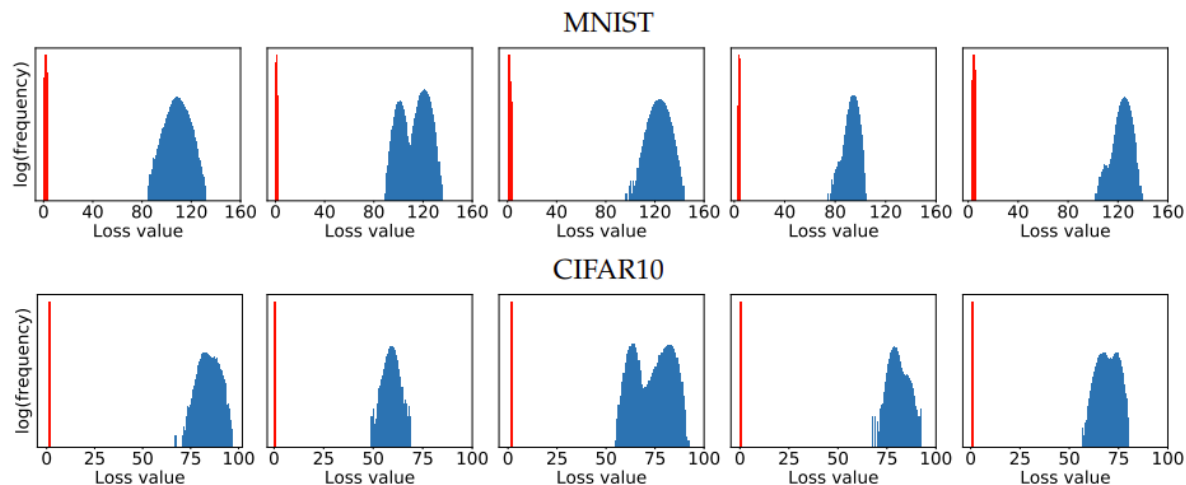 MNIST
log(frequency)
0 40 80 120 160 0 40 80 120 160 0 40 80 120 160 0 40 80 120 160 0 40 80 120 160
Loss value Loss value Loss value Loss value Loss value
CIFAR10
log(frequency)
0 25 50 75 100 0 25 50 75 100 0 25 50 75 100 0 25 50 75 100 0 25 50 75 100
Loss value Loss value Loss value Loss value Loss value